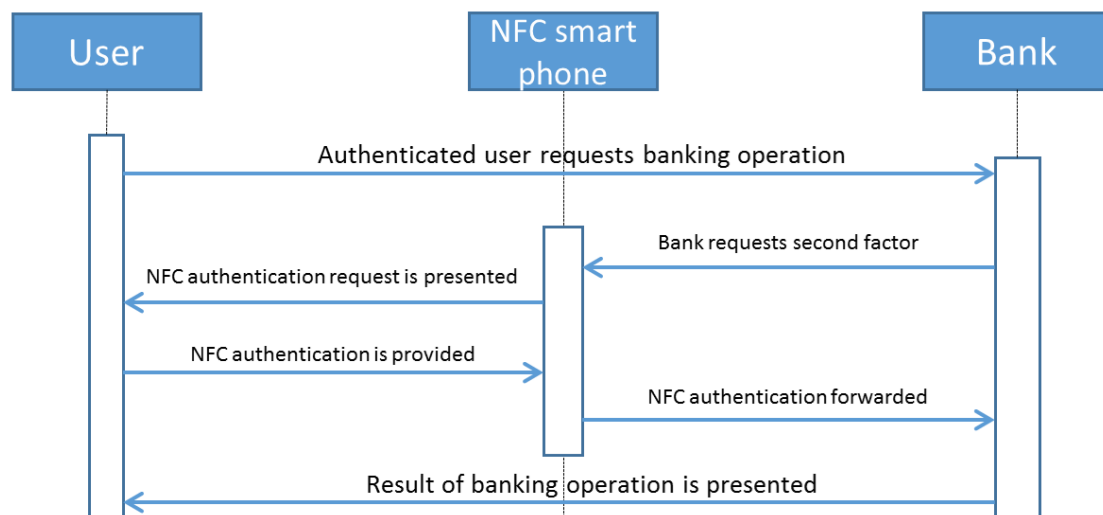 User
NFC smart
phone
Bank
Authenticated user requests banking operation
Bank requests second factor
NFC authentication request is presented
NFC authentication is provided
NFC authentication forwarded
Result of banking operation is presented